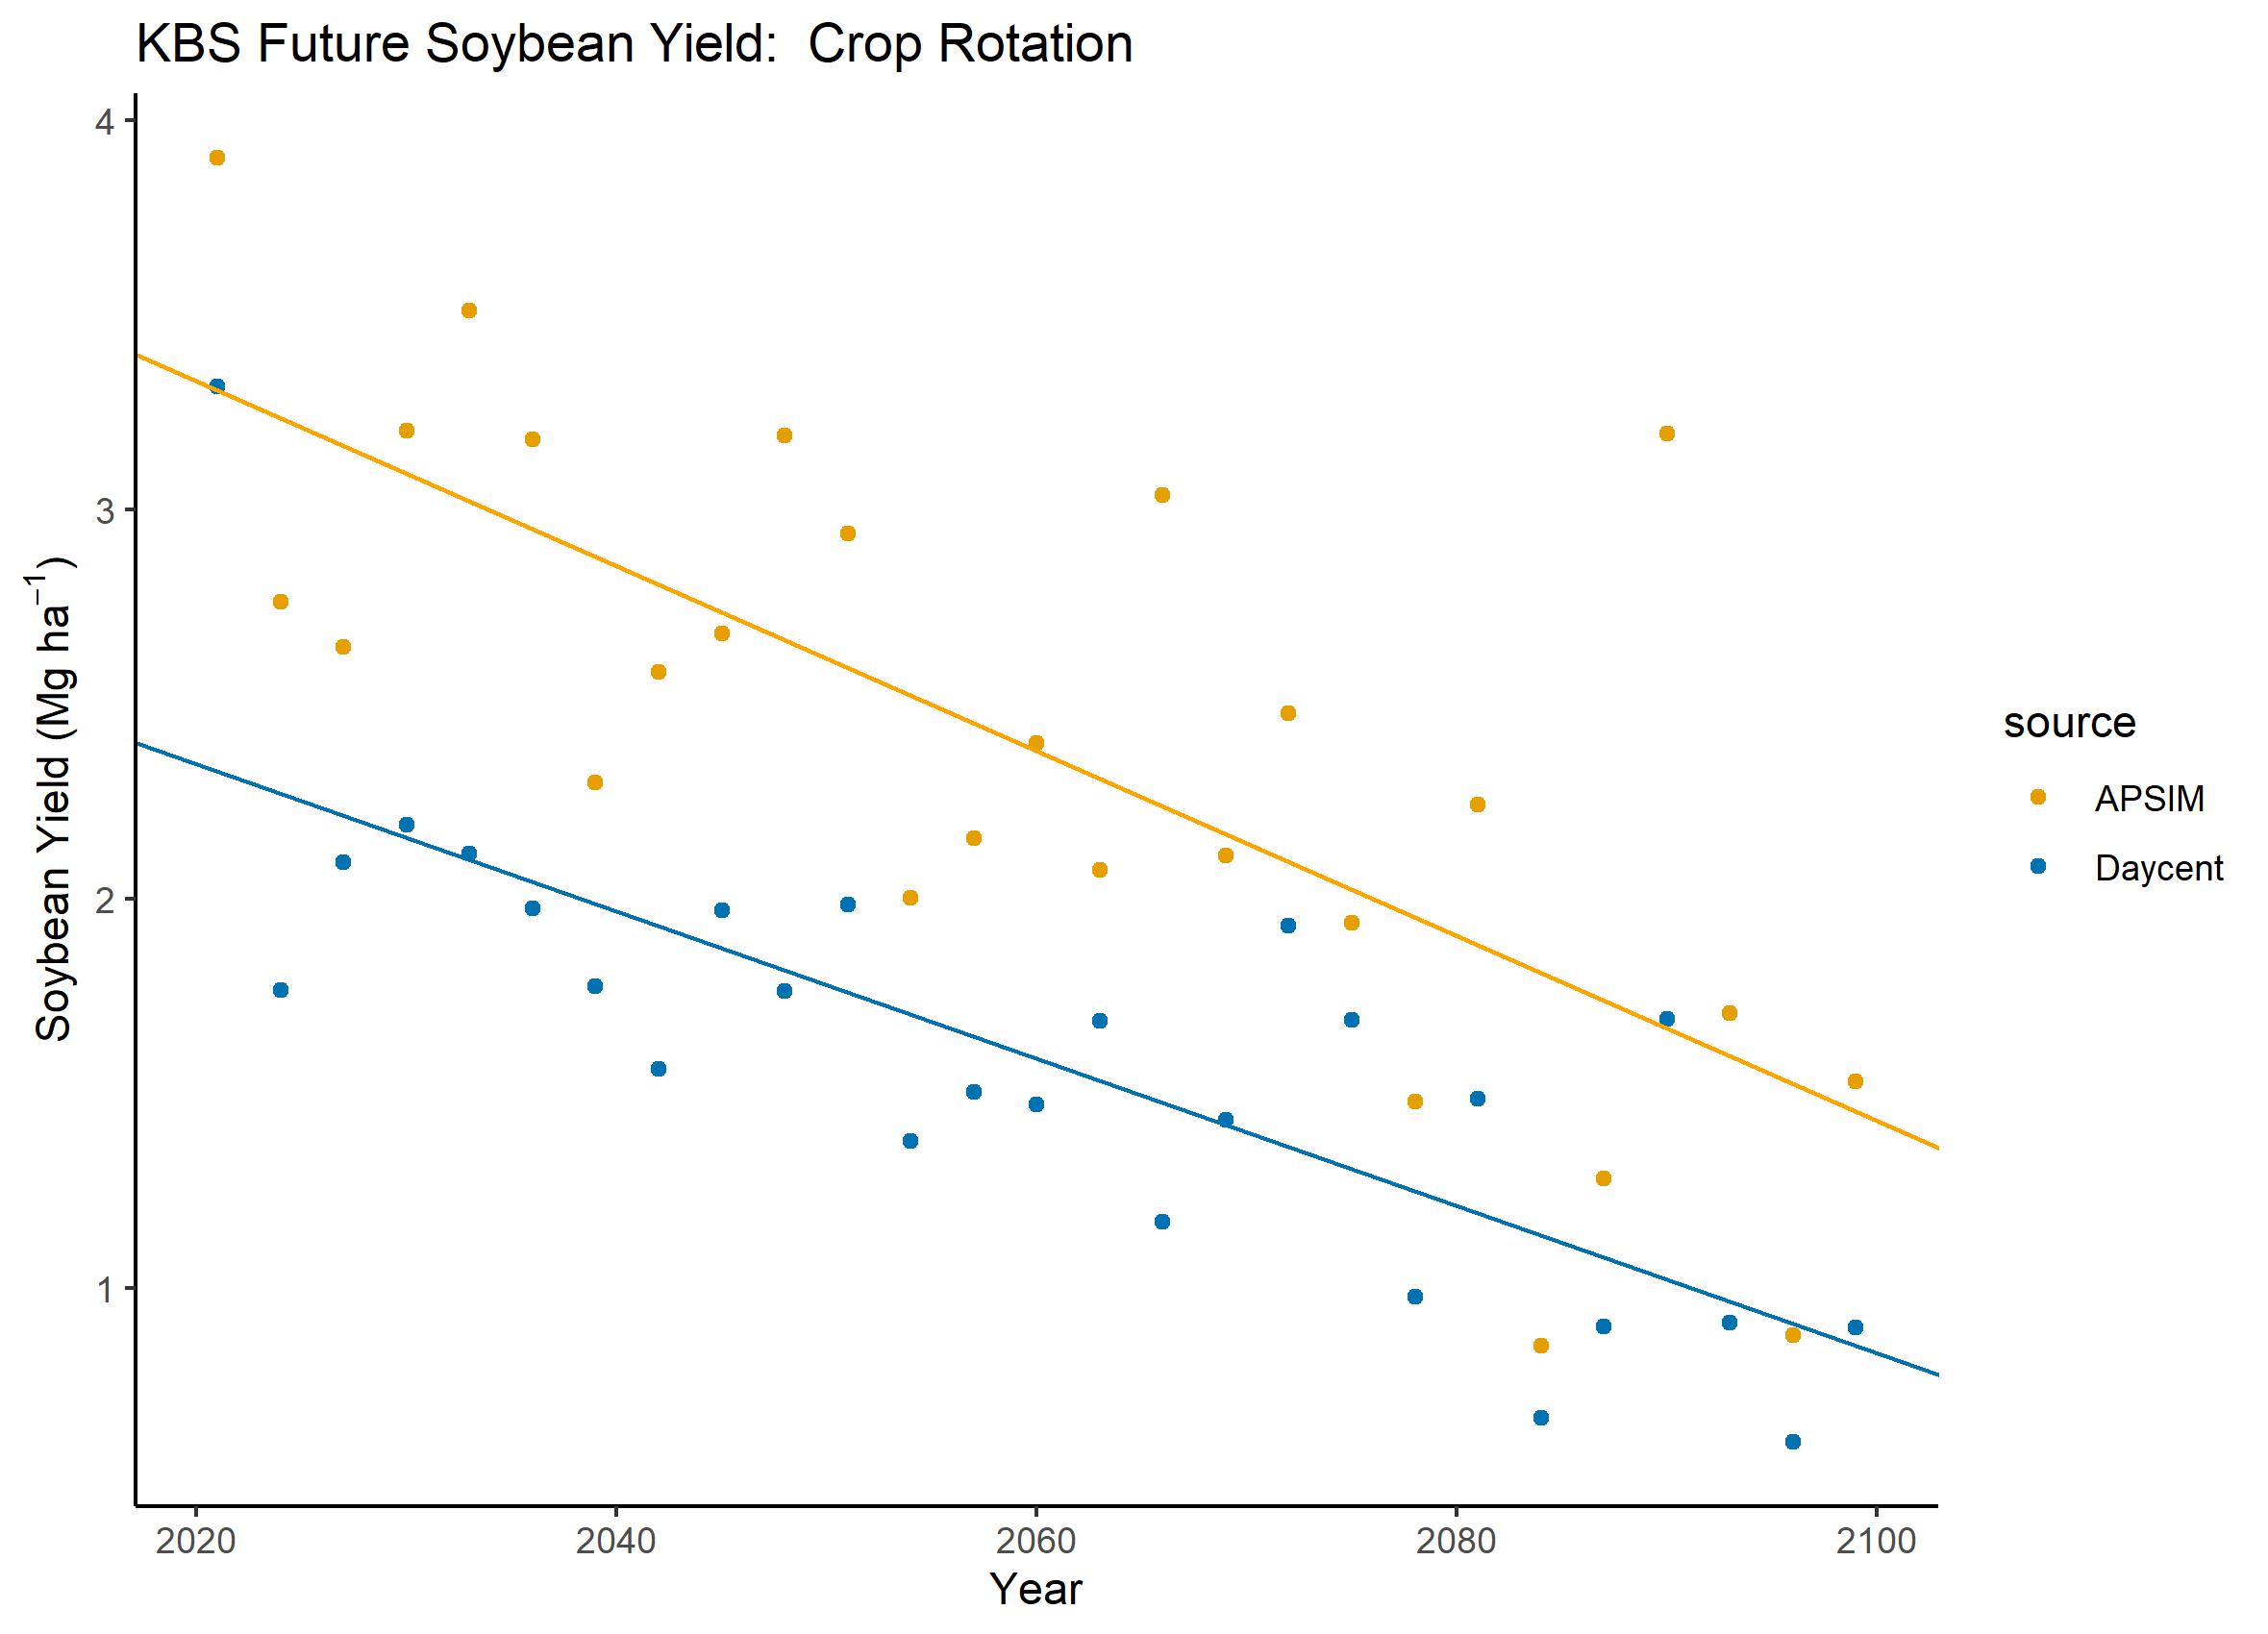 KBS Future Soybean Yield:  Crop Rotation
Soybean Yield (Mg ha⁻¹)
4
3
2
1
2020 2040 2060 2080 2100
Year
source
APSIM
Daycent